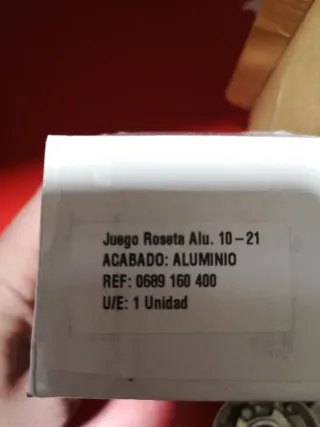 Juego Roseta Alu. 10-21
ACABADO: ALUMINIO
REF: 0689 160 400
U/E: 1 Unidad